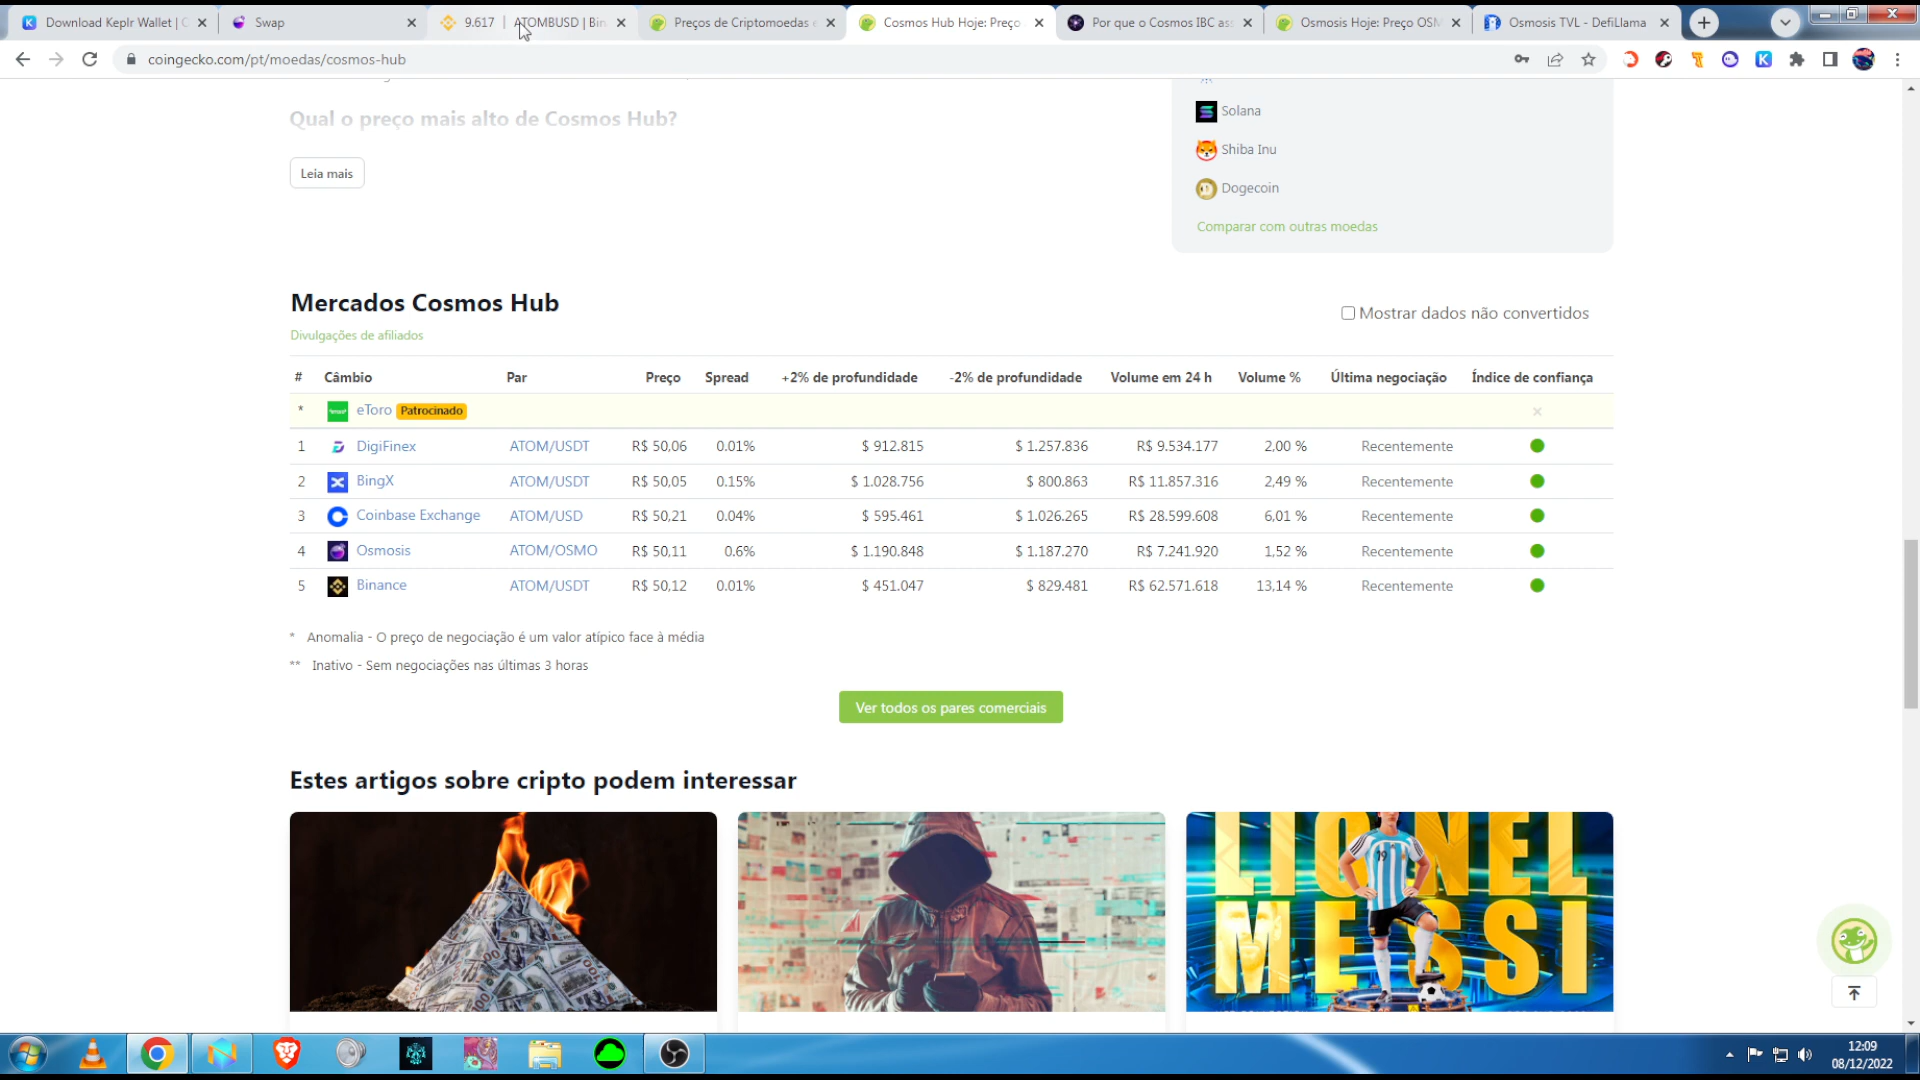 Download Keplr Wallet | C
Swap
9.617 | ATOMBUSD | Bin
Preços de Criptomoedas e
Cosmos Hub Hoje: Preço
Por que o Cosmos IBC ass
Osmosis Hoje: Preço OSM
Osmosis TVL - DefiLlama
coingecko.com/pt/moedas/cosmos-hub
Qual o preço mais alto de Cosmos Hub?
Leia mais
Solana
Shiba Inu
Dogecoin
Comparar com outras moedas
Mercados Cosmos Hub
Mostrar dados não convertidos
Divulgações de afiliados
# Câmbio Par Preço Spread +2% de profundidade -2% de profundidade Volume em 24 h Volume % Última negociação Índice de confiança
* eToro Patrocinado
1 DigiFinex ATOM/USDT R$ 50,06 0.01% $ 912.815 $ 1.257.836 R$ 9.534.177 2,00 % Recentemente
2 BingX ATOM/USDT R$ 50,05 0.15% $ 1.028.756 $ 800.863 R$ 11.857.316 2,49 % Recentemente
3 Coinbase Exchange ATOM/USD R$ 50,21 0.04% $ 595.461 $ 1.026.265 R$ 28.599.608 6,01 % Recentemente
4 Osmosis ATOM/OSMO R$ 50,11 0.6% $ 1.190.848 $ 1.187.270 R$ 7.241.920 1,52 % Recentemente
5 Binance ATOM/USDT R$ 50,12 0.01% $ 451.047 $ 829.481 R$ 62.571.618 13,14 % Recentemente
* Anomalia - O preço de negociação é um valor atípico face à média
** Inativo - Sem negociações nas últimas 3 horas
Ver todos os pares comerciais
Estes artigos sobre cripto podem interessar
LIONEL
MESSI
19
12:09
08/12/2022